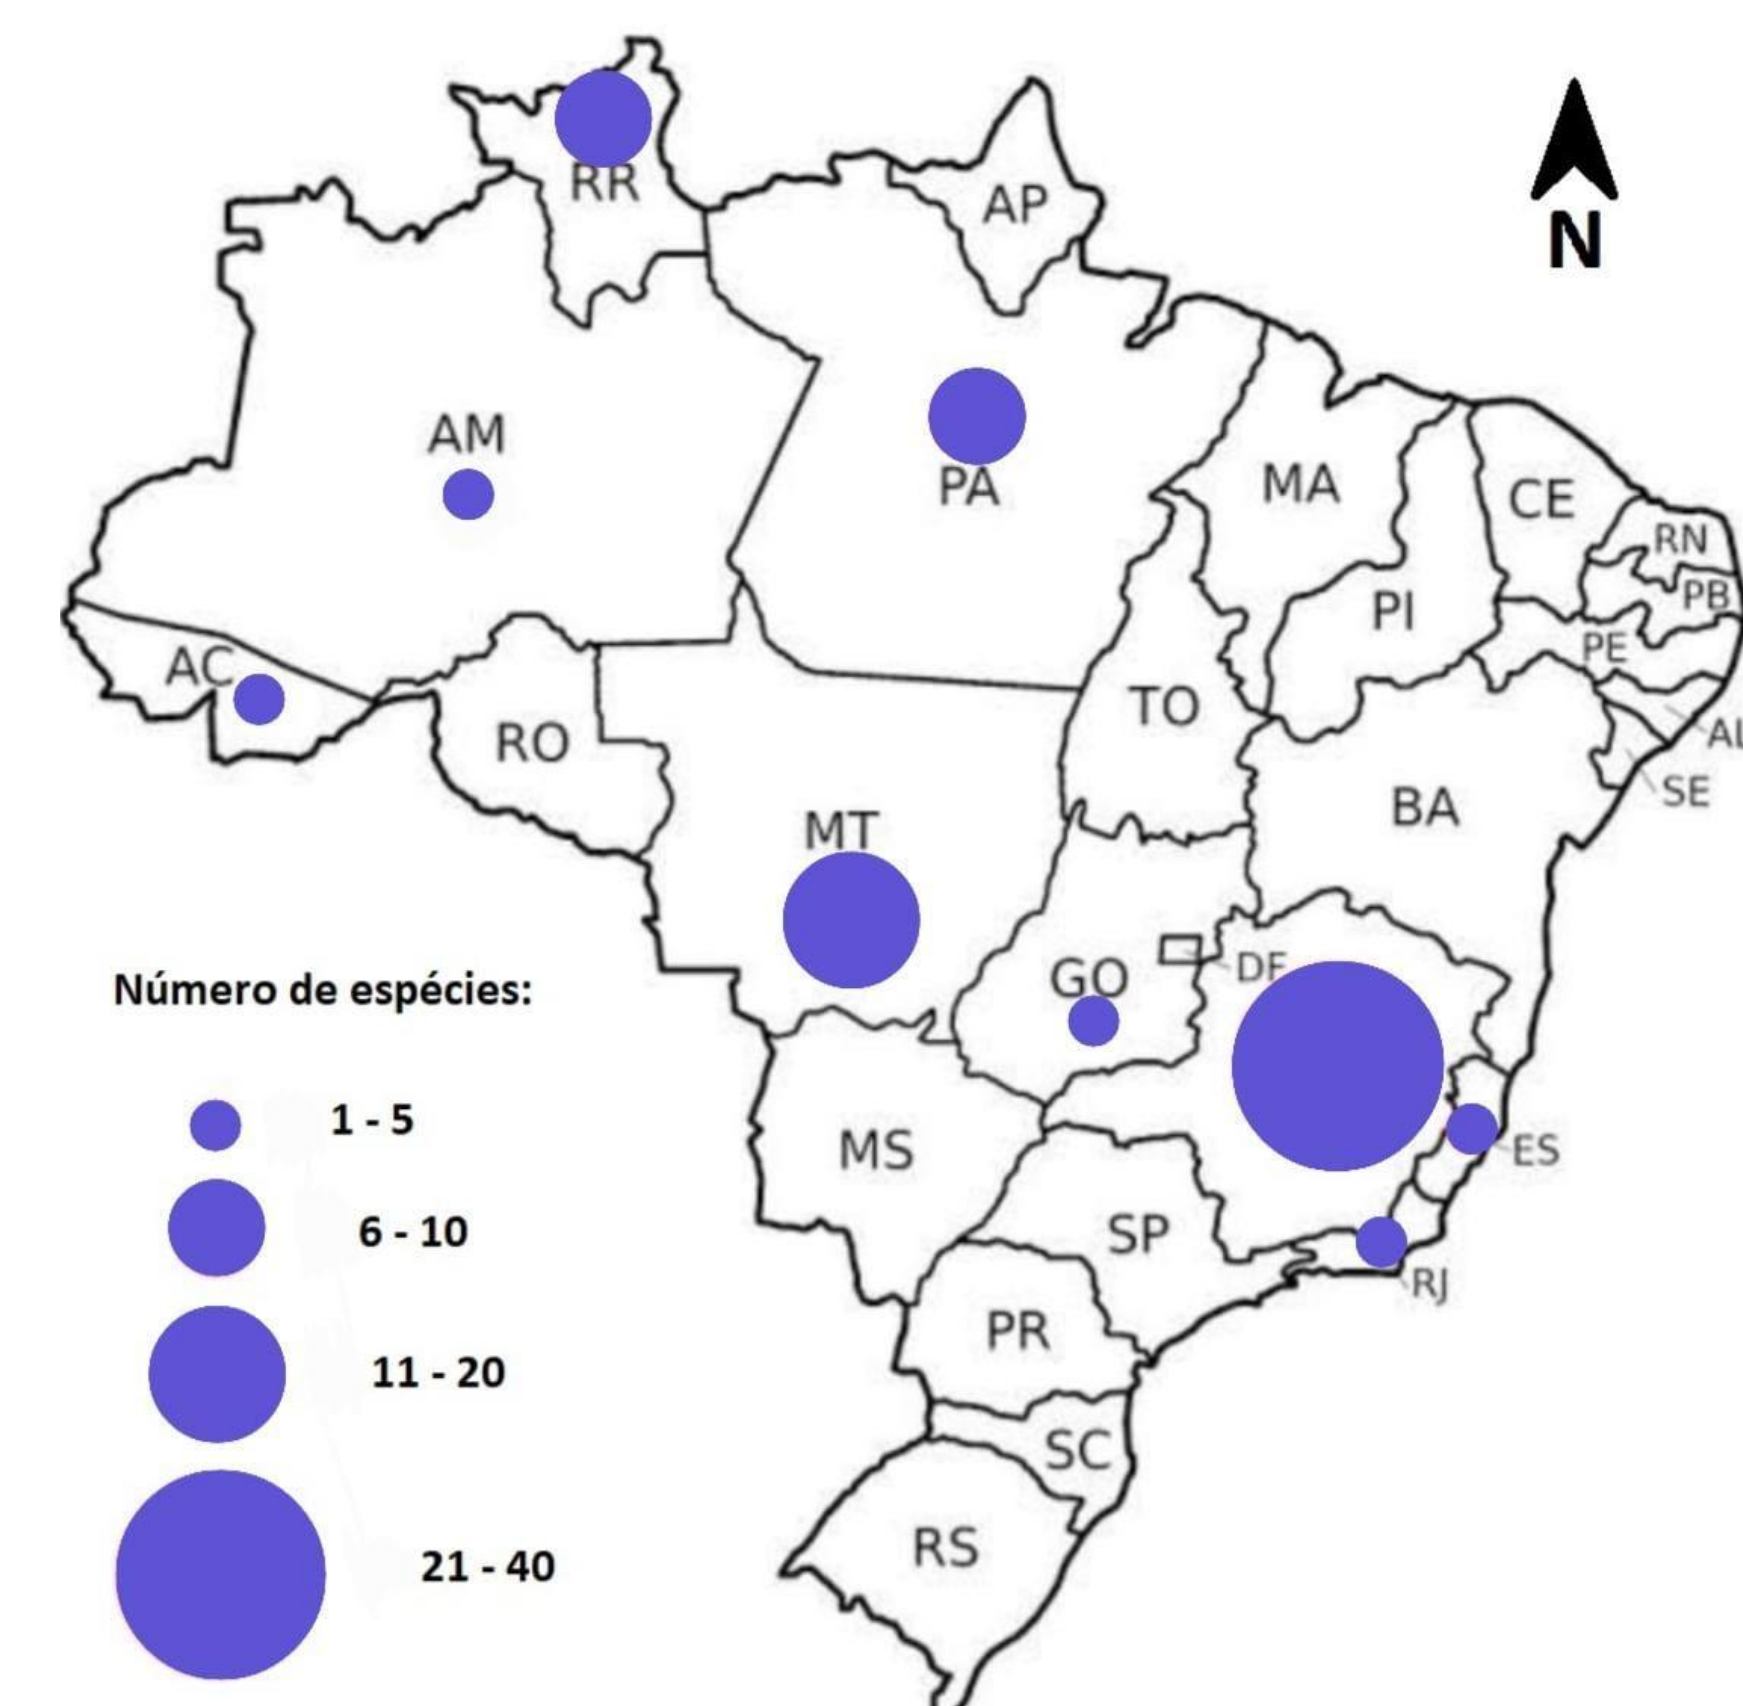 RR
AP
N
AM
PA
MA
CE
RN
PB
PI
PE
AC
TO
RO
AL
SE
MT
BA
DF
GO
Número de espécies:
1 - 5
MS
ES
6 - 10
SP
RJ
PR
11 - 20
SC
RS
21 - 40